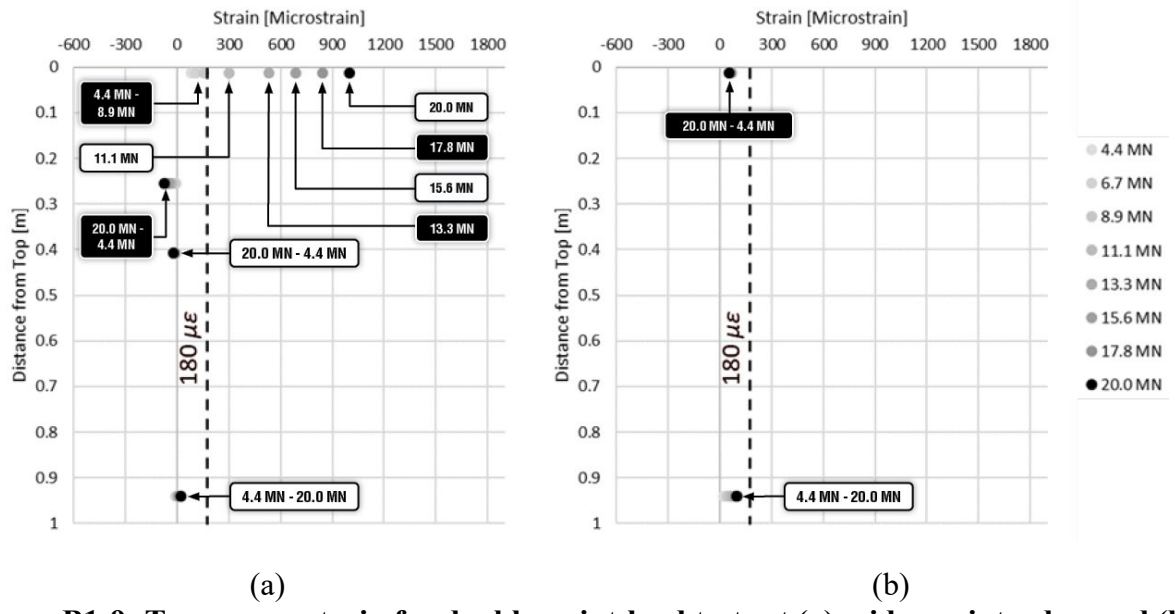 Strain [Microstrain]
-600 -300 0 300 600 900 1200 1500 1800
0
0.1
0.2
0.3
0.4
0.5
0.6
0.7
0.8
0.9
1
Distance from Top [m]
4.4 MN -
8.9 MN
11.1 MN
20.0 MN -
4.4 MN
20.0 MN
17.8 MN
15.6 MN
13.3 MN
20.0 MN - 4.4 MN
180 με
4.4 MN - 20.0 MN
(a)
Strain [Microstrain]
-600 -300 0 300 600 900 1200 1500 1800
0
0.1
0.2
0.3
0.4
0.5
0.6
0.7
0.8
0.9
1
Distance from Top [m]
20.0 MN - 4.4 MN
180 με
4.4 MN - 20.0 MN
(b)
4.4 MN
6.7 MN
8.9 MN
11.1 MN
13.3 MN
15.6 MN
17.8 MN
20.0 MN